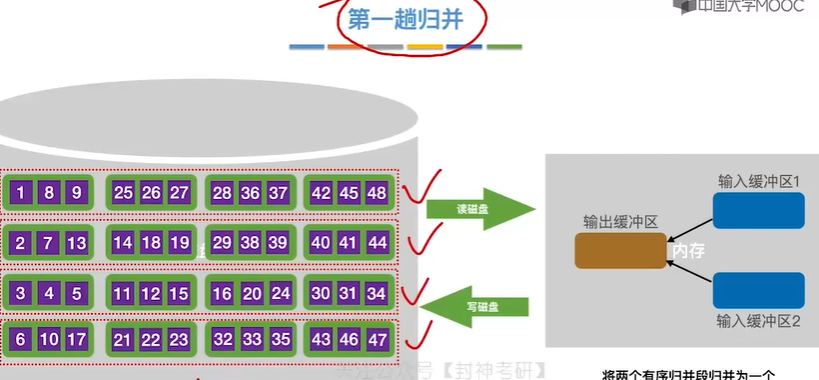 中国大学MOOC
第一趟归并
1 8 9 25 26 27 28 36 37 42 45 48
2 7 13 14 18 19 29 38 39 40 41 44
3 4 5 11 12 15 16 20 24 30 31 34
6 10 17 21 22 23 32 33 35 43 46 47
读磁盘
写磁盘
输入缓冲区1
输出缓冲区
内存
输入缓冲区2
将两个有序归并段归并为一个
公众号【封神考研】